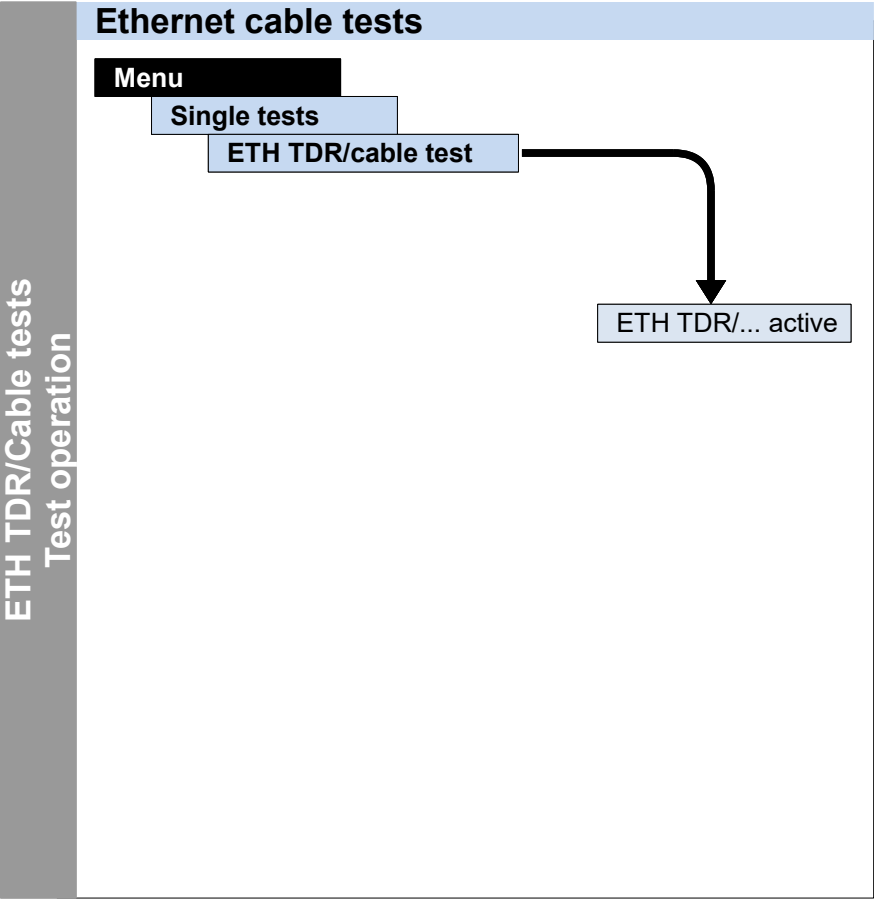 Ethernet cable tests
Menu
Single tests
ETH TDR/cable test
ETH TDR/... active
ETH TDR/Cable tests
Test operation